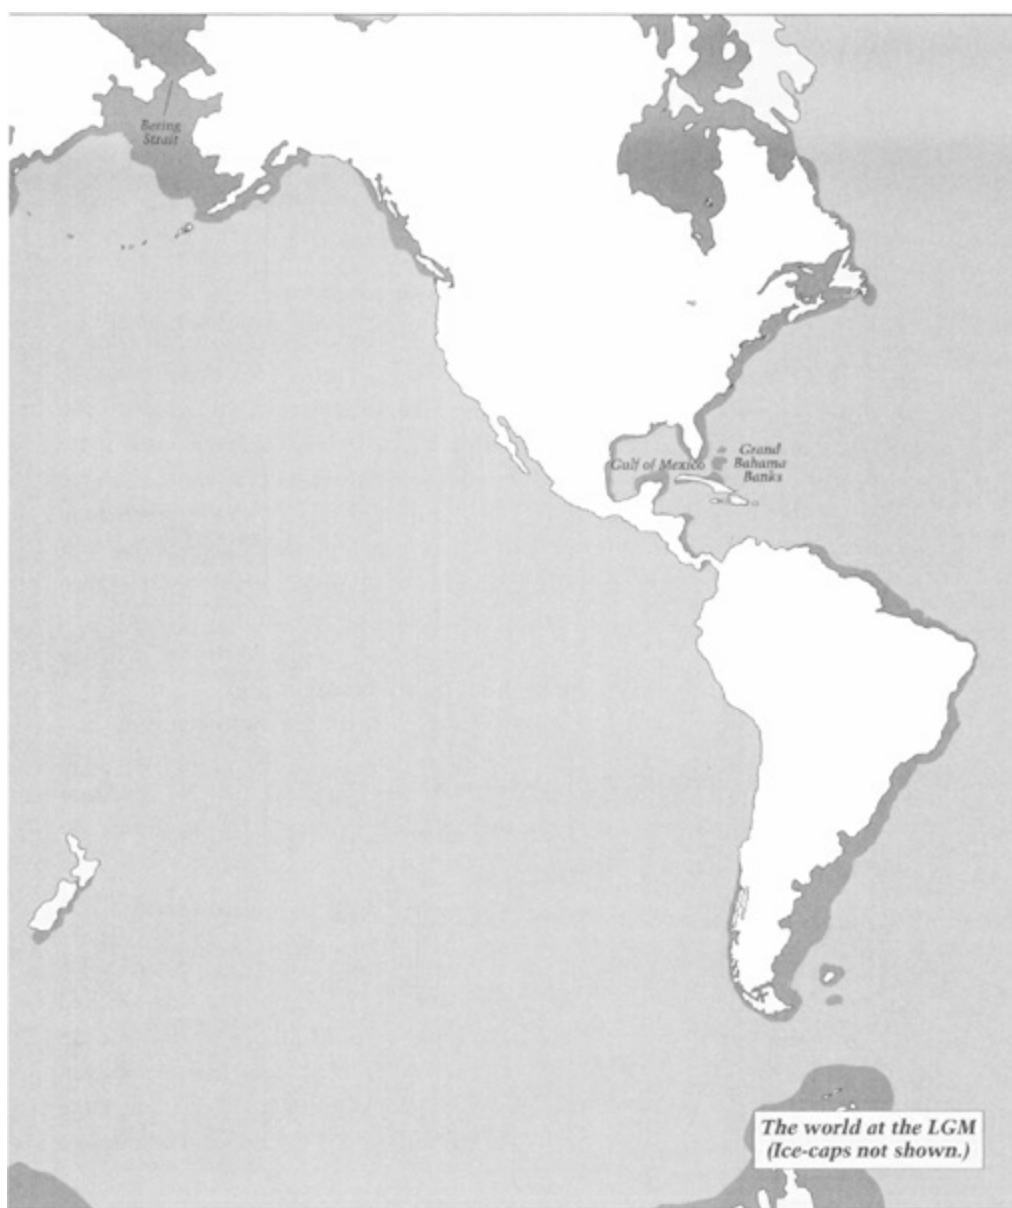 Bering
Strait
Gulf of Mexico
Grand
Bahama
Banks
The world at the LGM
(Ice-caps not shown.)